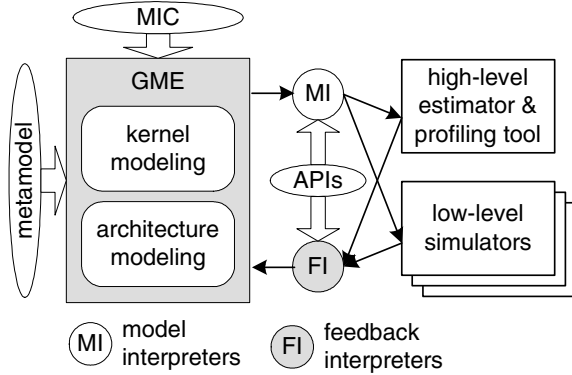 MIC
GME
metamodel
kernel
modeling
architecture
modeling
MI
APIs
FI
high-level
estimator &
profiling tool
low-level
simulators
MI
model
interpreters
FI
feedback
interpreters